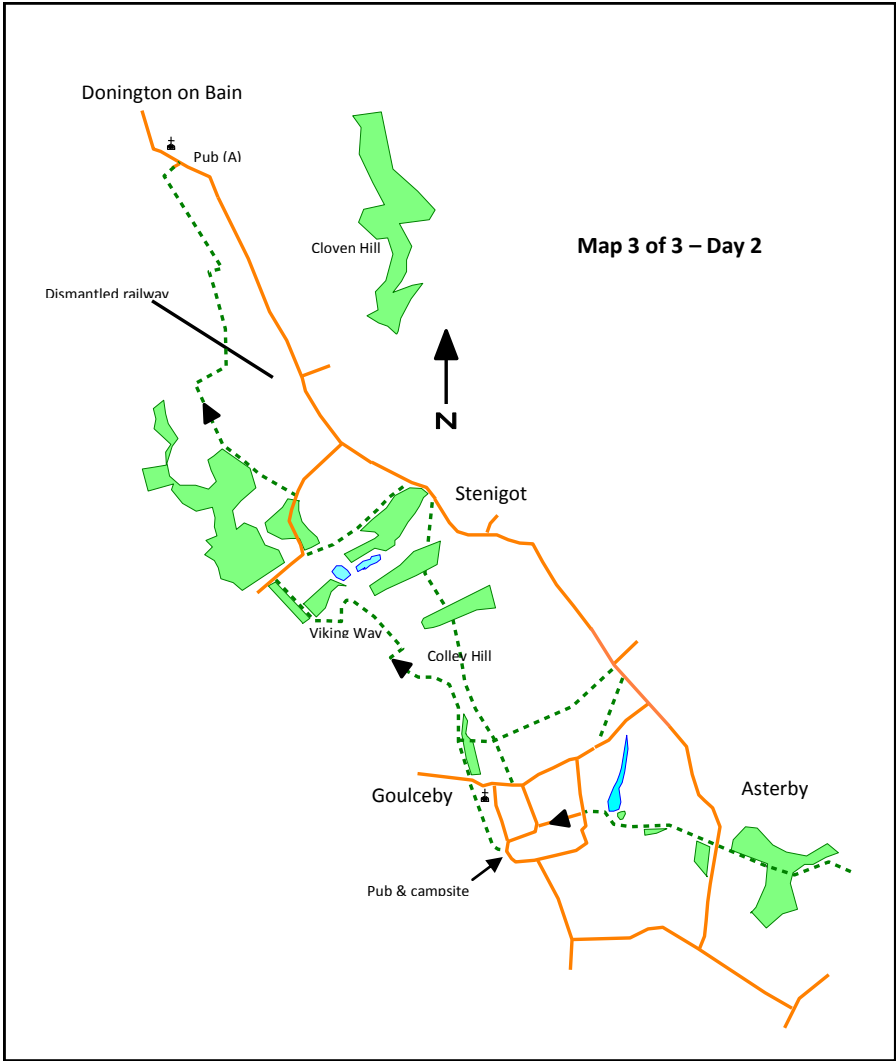 Donington on Bain
Pub (A)
Cloven Hill
Map 3 of 3 – Day 2
Dismantled railway
N
Stenigot
Viking Way
Colley Hill
Goulceby
Asterby
Pub & campsite